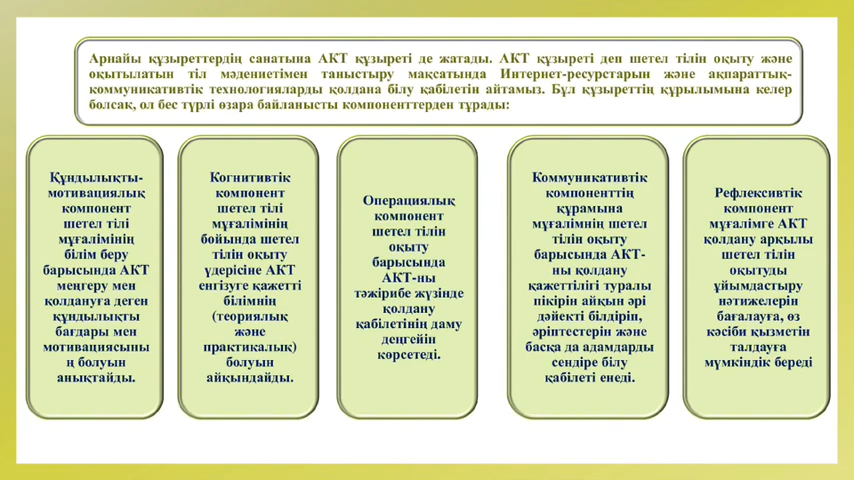 Арнайы құзыреттердің санатына АКТ құзыреті де жатады. АКТ құзыреті деп шетел тілін оқыту және
оқытылатын тіл мәдениетімен таныстыру мақсатында Интернет-ресурстарын және ақпараттық-
коммуникативтік технологияларды қолдана білу қабілетін айтамыз. Бұл құзыреттің құрылымына келер
болсақ, ол бес түрлі өзара байланысты компоненттерден тұрады:
Құндылықты-
мотивациялық
компонент
шетел тілі
мұғалімінің
білім беру
барысында АКТ
меңгеру мен
қолдануға деген
құндылықты
бағдары мен
мотивациясыны
ң болуын
анықтайды.
Когнитивтік
компонент
шетел тілі
мұғалімінің
бойында шетел
тілін оқыту
үдерісіне АКТ
енгізуге қажетті
білімнің
(теориялық
және
практикалық)
болуын
айқындайды.
Операциялық
компонент
шетел тілін
оқыту
барысында
АКТ-ны
тәжірибе жүзінде
қолдану
қабілетінің даму
деңгейін
көрсетеді.
Коммуникативтік
компоненттің
құрамына
мұғалімнің шетел
тілін оқыту
барысында АКТ-
ны қолдану
қажеттілігі туралы
пікірін айқын әрі
дәйекті білдіріп,
әріптестерін және
басқа да адамдарды
сендіре білу
қабілеті енеді.
Рефлексивтік
компонент
мұғалімге АКТ
қолдану арқылы
шетел тілін
оқытуды
ұйымдастыру
нәтижелерін
бағалауға, өз
кәсіби қызметін
талдауға
мүмкіндік береді